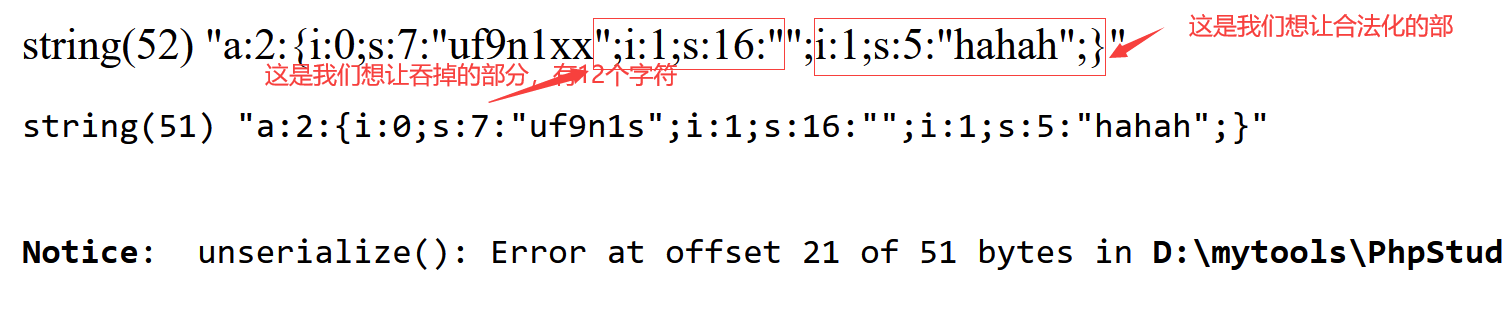 这是我们想让合法化的部
string(52) "a:2:{i:0;s:7:"uf9n1xx";i:1;s:16:"";i:1;s:5:"hahah";}"
这是我们想让吞掉的部分，有12个字符
string(51) "a:2:{i:0;s:7:"uf9n1s";i:1;s:16:"";i:1;s:5:"hahah";}"
Notice:  unserialize(): Error at offset 21 of 51 bytes in D:\mytools\PhpStud